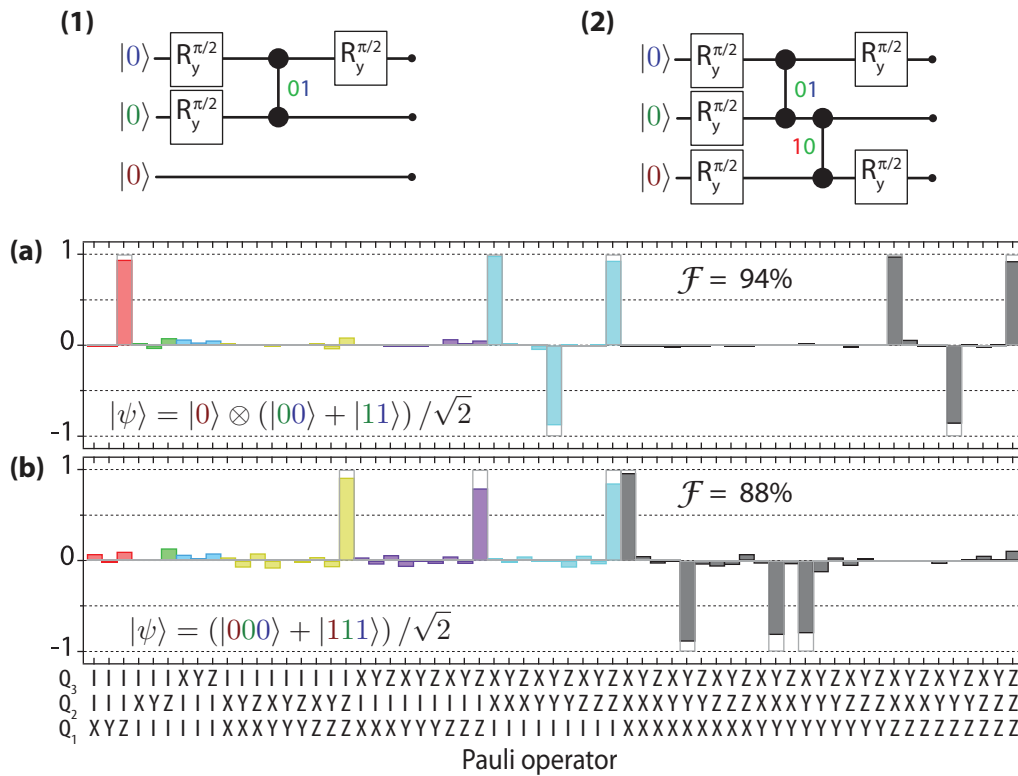 (1)
|0⟩ R_y^{π/2} R_y^{π/2}
01
|0⟩ R_y^{π/2}
|0⟩
(2)
|0⟩ R_y^{π/2} R_y^{π/2}
01
|0⟩ R_y^{π/2}
10
|0⟩ R_y^{π/2} R_y^{π/2}
(a)
1
0
-1
ℱ = 94%
|ψ⟩ = |0⟩ ⊗ (|00⟩ + |11⟩) /√2
(b)
1
0
-1
ℱ = 88%
|ψ⟩ = (|000⟩ + |111⟩) /√2
Q₃ I I I I I I X Y Z I I I I I I I I I X Y Z X Y Z X Y Z X Y Z X Y Z X Y Z X Y Z X Y Z X Y Z X Y Z X Y Z X Y Z X Y Z X Y Z X Y Z
Q₂ I I I X Y Z I I I X Y Z X Y Z X Y Z I I I I I I I I I X X X Y Y Y Z Z Z X X X Y Y Y Z Z Z X X X Y Y Y Z Z Z X X X Y Y Y Z Z Z
Q₁ X Y Z I I I I I I X X X Y Y Y Z Z Z X X X Y Y Y Z Z Z I I I I I I I I I X X X X X X X X X Y Y Y Y Y Y Y Y Y Z Z Z Z Z Z Z Z Z
Pauli operator